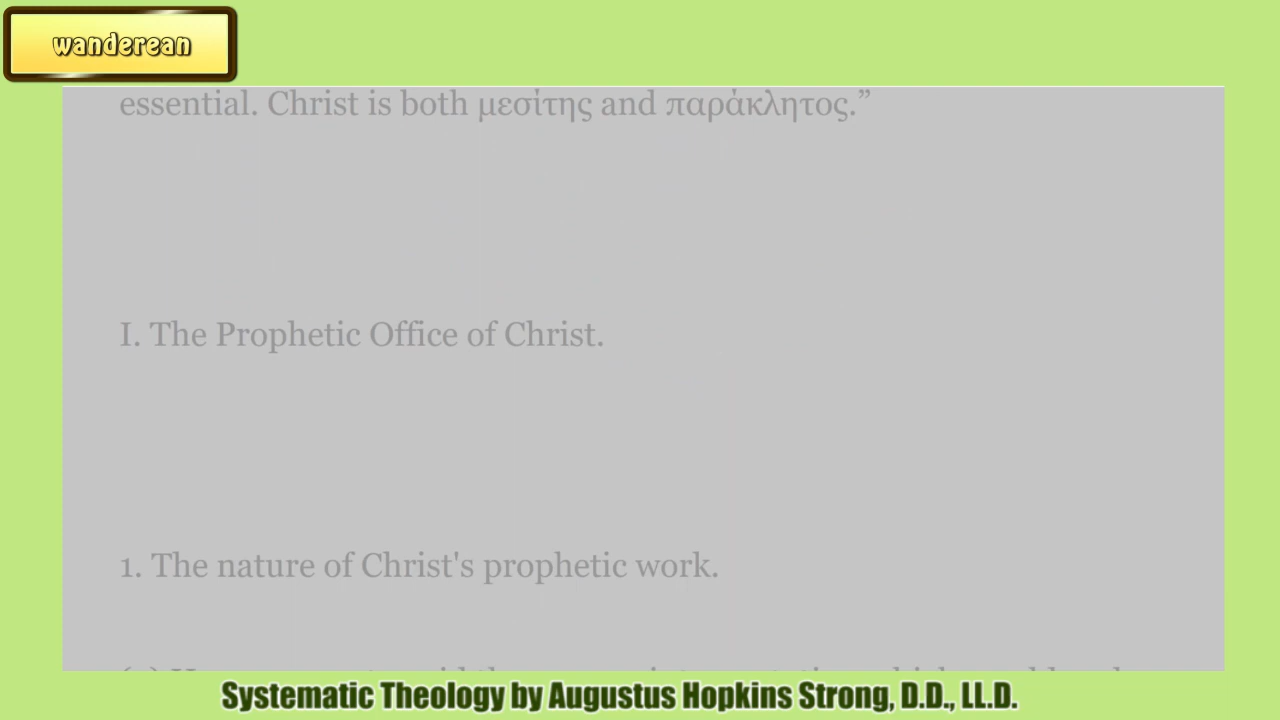 wanderean
essential. Christ is both μεσίτης and παράκλητος.”
I. The Prophetic Office of Christ.
1. The nature of Christ's prophetic work.
Systematic Theology by Augustus Hopkins Strong, D.D., LL.D.